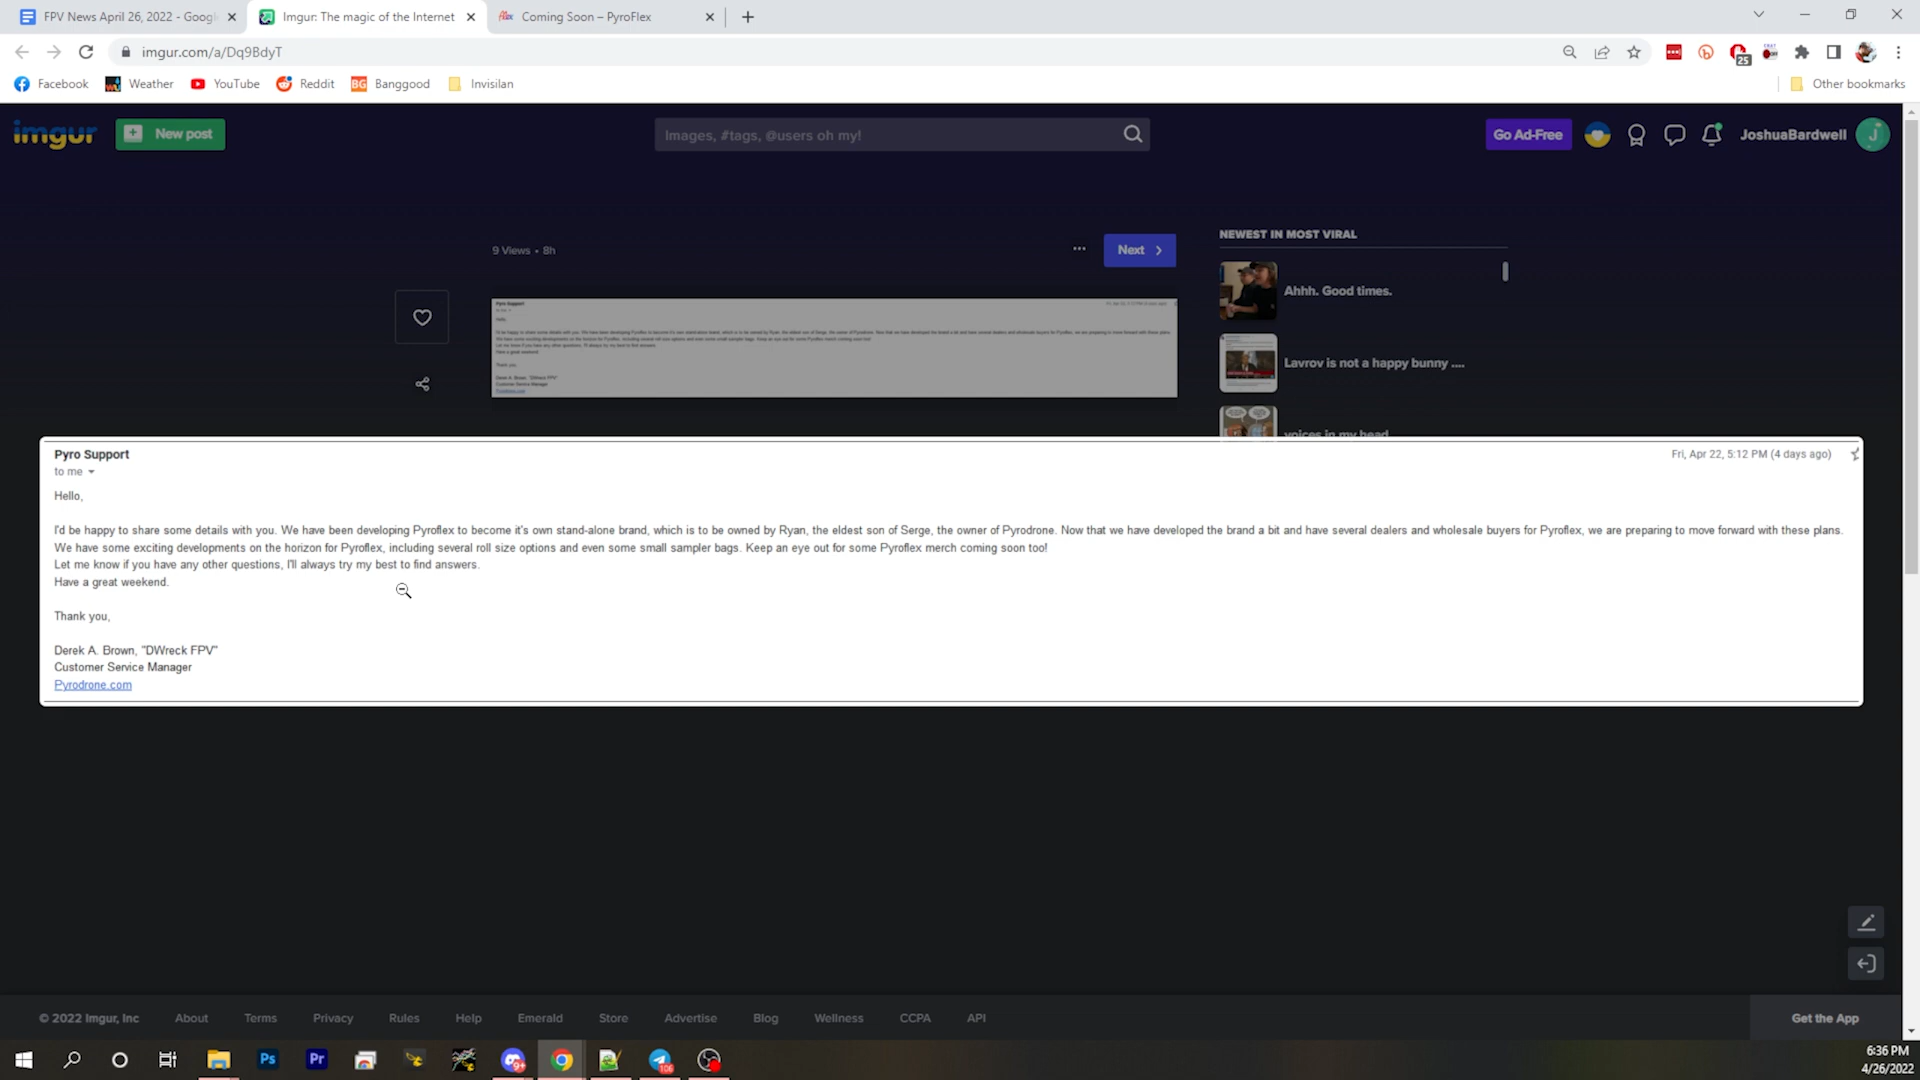 FPV News April 26, 2022 - Googl
Imgur: The magic of the Internet
Coming Soon – PyroFlex
imgur.com/a/Dq9BdyT
25
Facebook
Weather
YouTube
Reddit
BG Banggood
Invisilan
Other bookmarks
imgur
New post
Images, #tags, @users oh my!
Go Ad-Free
JoshuaBardwell
J
9 Views • 8h
Next
NEWEST IN MOST VIRAL
Ahhh. Good times.
Lavrov is not a happy bunny ....
voices in my head
Pyro Support
Fri, Apr 22, 5:12 PM (4 days ago)
to me
Hello,
I'd be happy to share some details with you. We have been developing Pyroflex to become it's own stand-alone brand, which is to be owned by Ryan, the eldest son of Serge, the owner of Pyrodrone. Now that we have developed the brand a bit and have several dealers and wholesale buyers for Pyroflex, we are preparing to move forward with these plans.
We have some exciting developments on the horizon for Pyroflex, including several roll size options and even some small sampler bags. Keep an eye out for some Pyroflex merch coming soon too!
Let me know if you have any other questions, I'll always try my best to find answers.
Have a great weekend.
Thank you,
Derek A. Brown, "DWreck FPV"
Customer Service Manager
Pyrodrone.com
© 2022 Imgur, Inc
About
Terms
Privacy
Rules
Help
Emerald
Store
Advertise
Blog
Wellness
CCPA
API
Get the App
Ps
Pr
9+
106
6:36 PM
4/26/2022